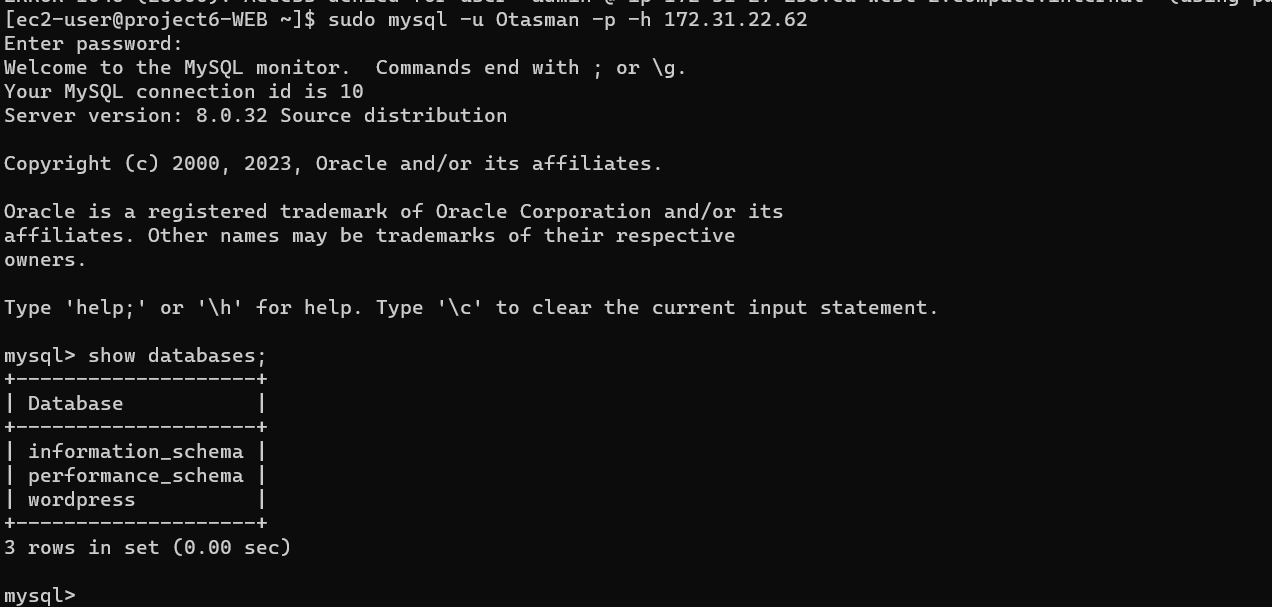 [ec2-user@project6-WEB ~]$ sudo mysql -u Otasman -p -h 172.31.22.62
Enter password:
Welcome to the MySQL monitor.  Commands end with ; or \g.
Your MySQL connection id is 10
Server version: 8.0.32 Source distribution

Copyright (c) 2000, 2023, Oracle and/or its affiliates.

Oracle is a registered trademark of Oracle Corporation and/or its
affiliates. Other names may be trademarks of their respective
owners.

Type 'help;' or '\h' for help. Type '\c' to clear the current input statement.

mysql> show databases;
+--------------------+
| Database           |
+--------------------+
| information_schema |
| performance_schema |
| wordpress          |
+--------------------+
3 rows in set (0.00 sec)

mysql>